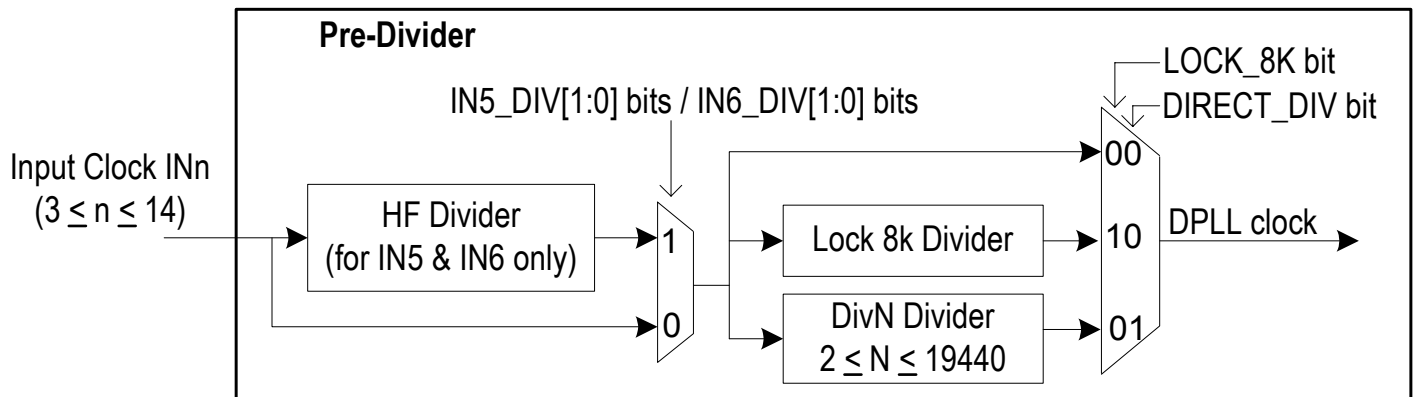 Pre-Divider
LOCK_8K bit
DIRECT_DIV bit
IN5_DIV[1:0] bits / IN6_DIV[1:0] bits
Input Clock INn
(3 ≤ n ≤ 14)
HF Divider
(for IN5 & IN6 only)
1
0
Lock 8k Divider
DivN Divider
2 ≤ N ≤ 19440
00
10
01
DPLL clock